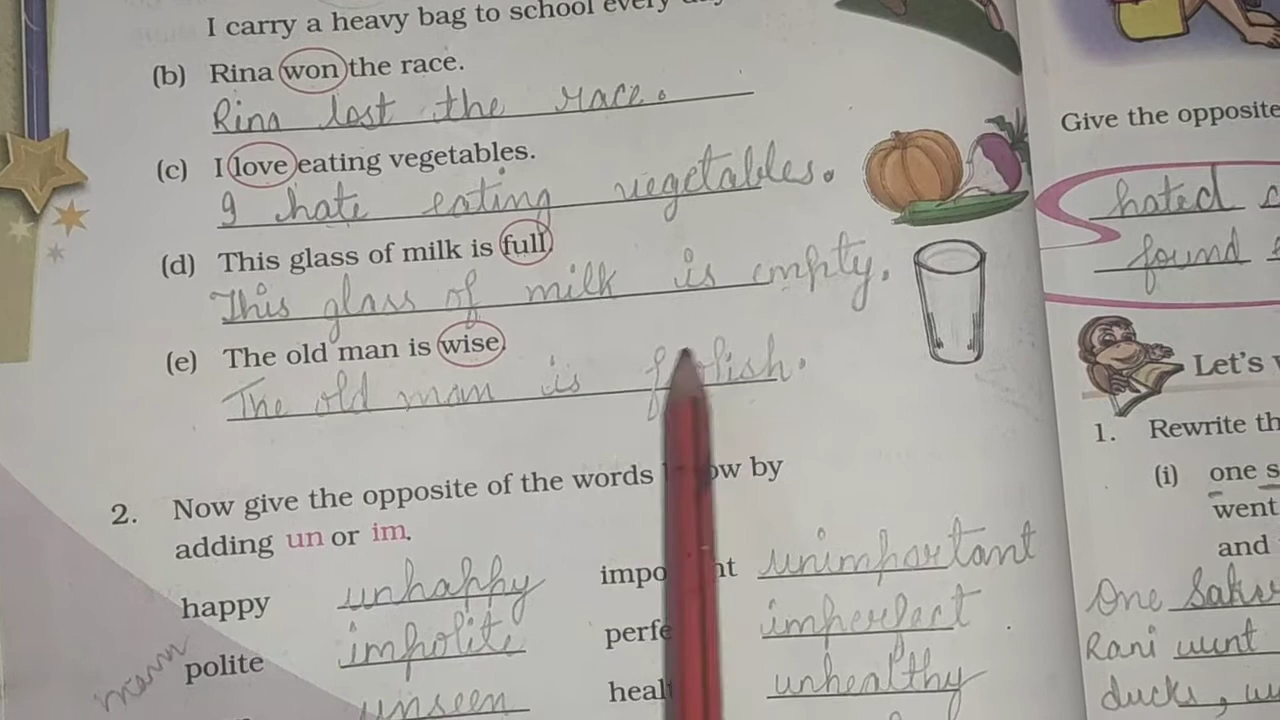 I carry a heavy bag to school every
(b) Rina won the race.
Rina lost the race.
(c) I love eating vegetables.
I hate eating vegetables.
(d) This glass of milk is full.
This glass of milk is empty.
(e) The old man is wise.
The old man is foolish.
2. Now give the opposite of the words by
adding un or im.
happy unhappy
unimportant
polite impolite
imperfect
unseen
unhealthy
Give the opposite
hated
found
Let's
1. Rewrite
(i) one
went
and
One
Rani wunt
ducks,